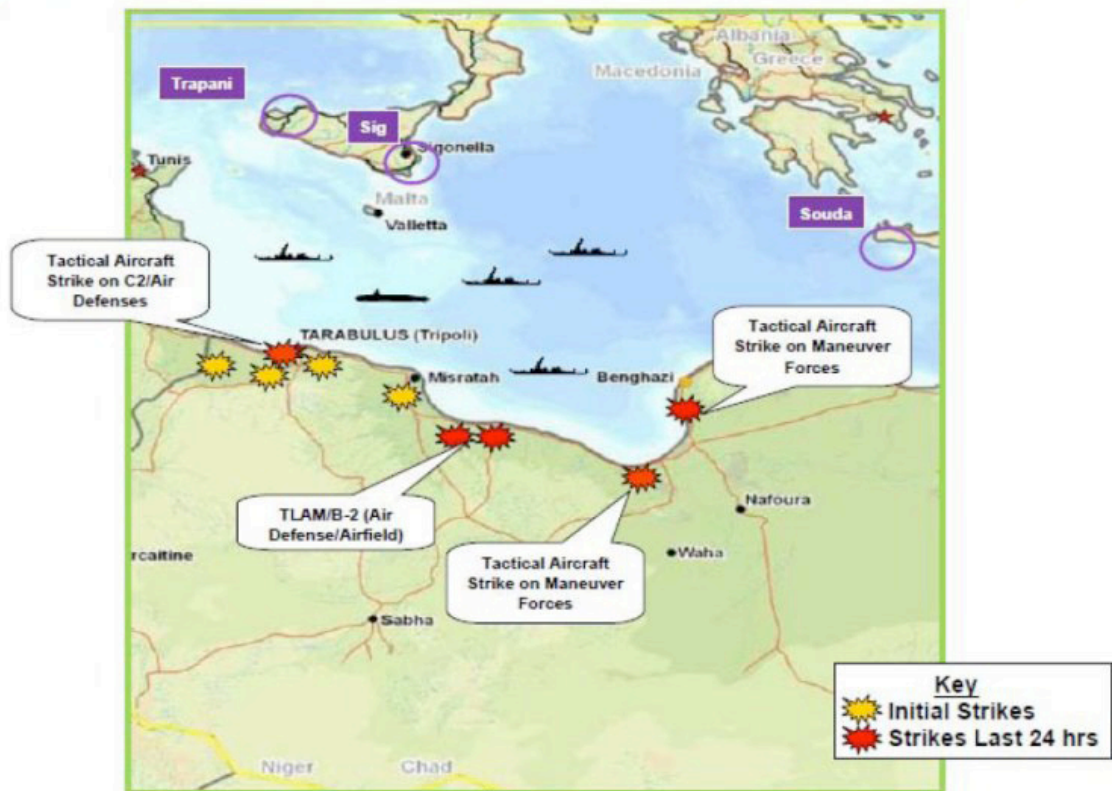 Albania
Greece
Macedonia
Trapani
Sig
Sigonella
Tunis
Malta
Valletta
Souda
Tactical Aircraft
Strike on C2/Air
Defenses
TARABULUS (Tripoli)
Tactical Aircraft
Strike on Maneuver
Forces
Misratah
Benghazi
TLAM/B-2 (Air
Defense/Airfield)
Nafoura
Waha
Tactical Aircraft
Strike on Maneuver
Forces
rcaitine
Sabha
Key
Initial Strikes
Strikes Last 24 hrs
Niger
Chad